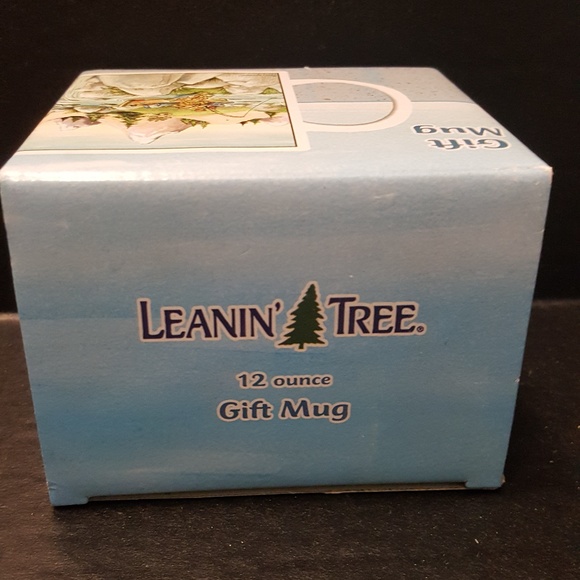 Gift
Mug
LEANIN' TREE®
12 ounce
Gift Mug